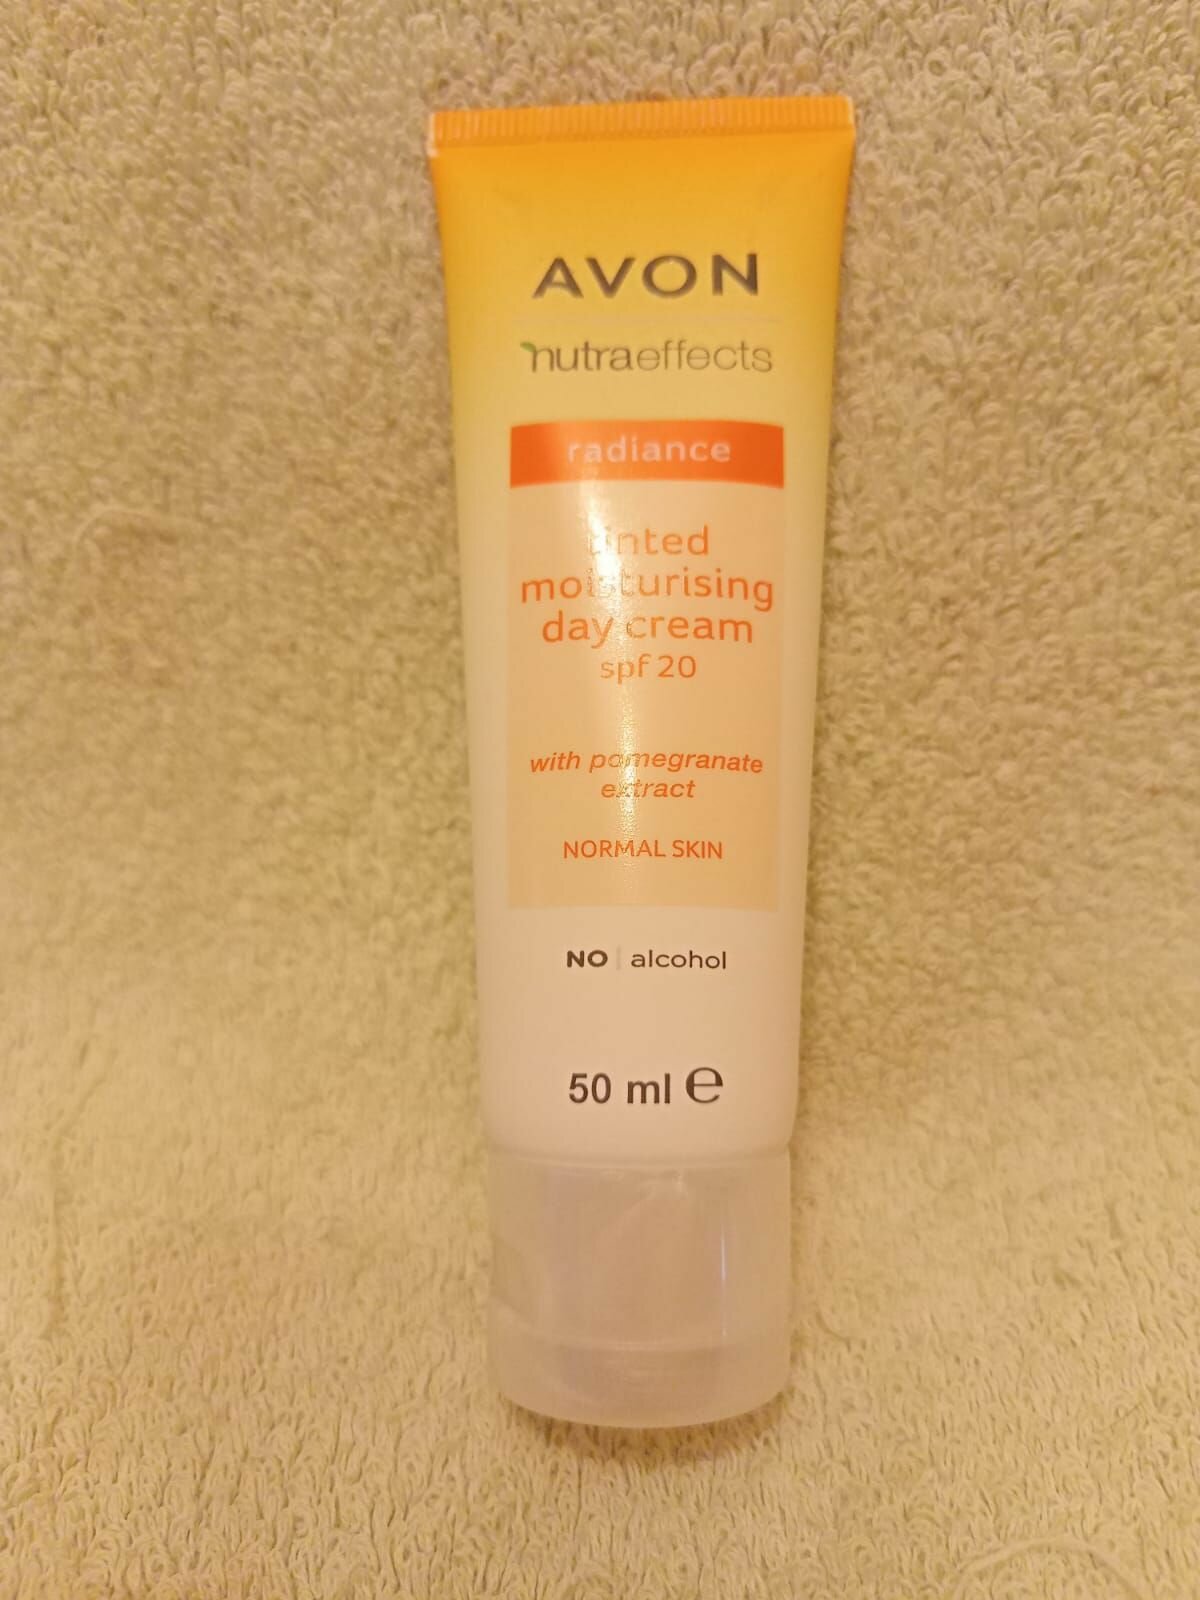 AVON
nutraeffects
radiance
tinted
moisturising
day cream
spf 20
with pomegranate
extract
NORMAL SKIN
NO | alcohol
50 ml ℮